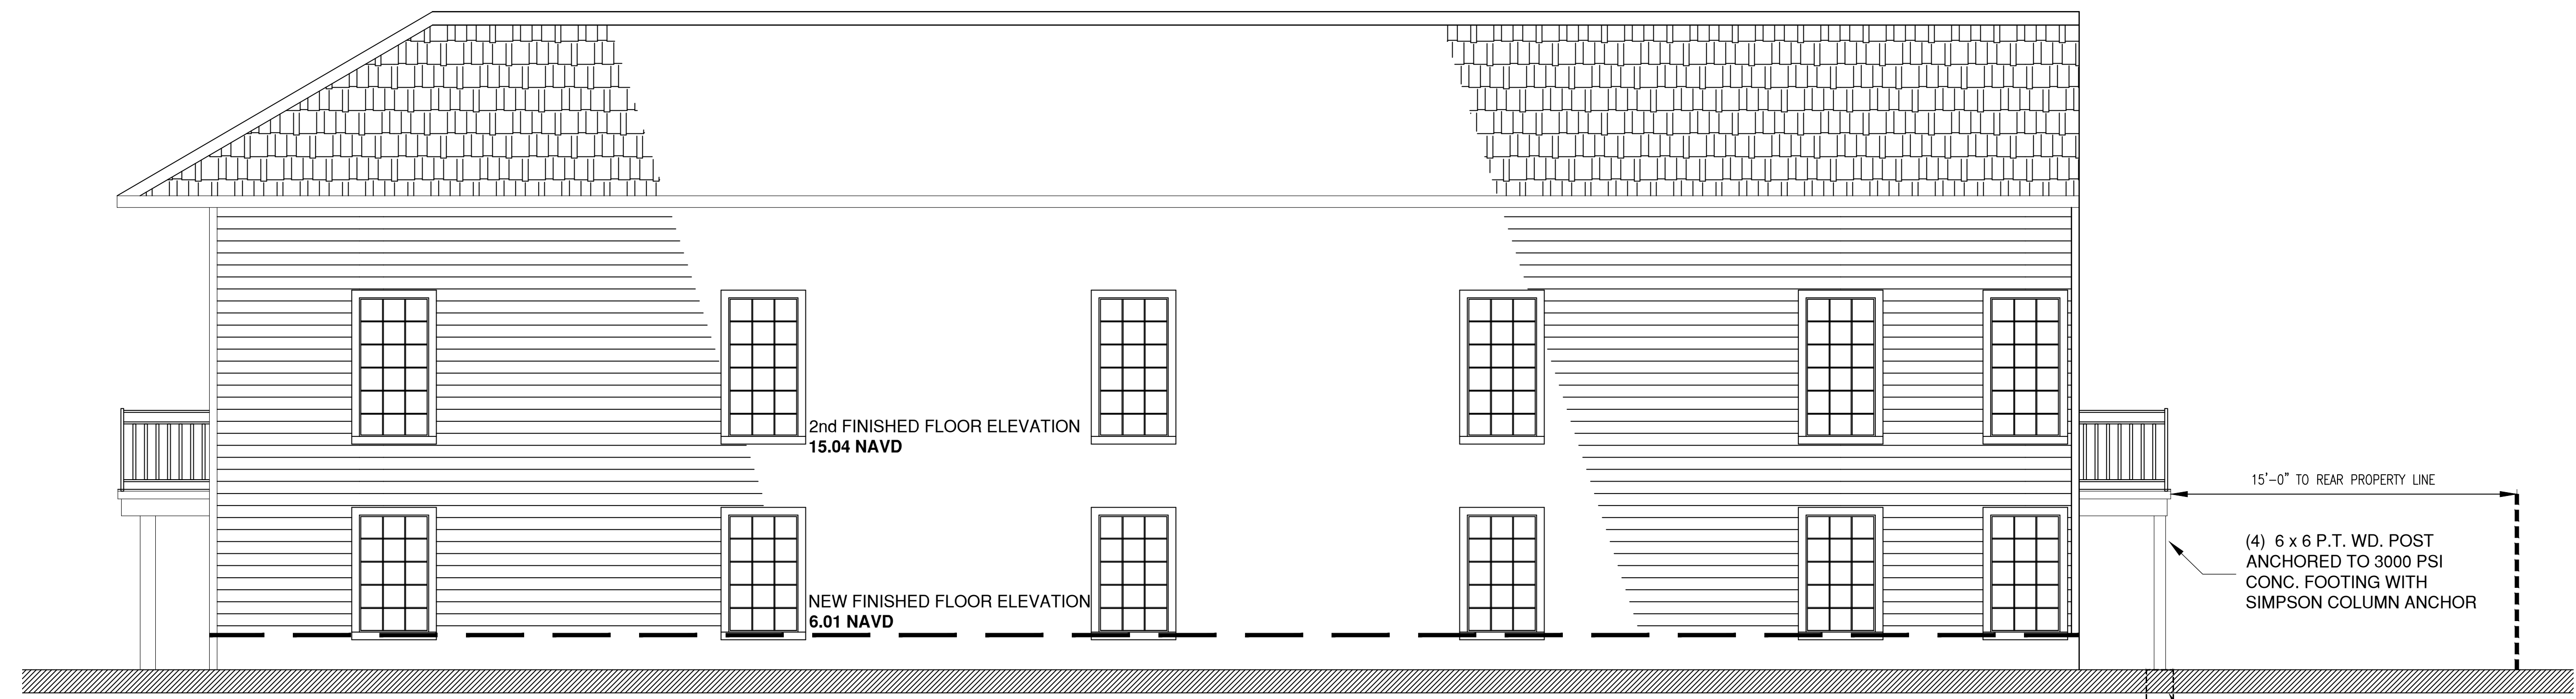 2nd FINISHED FLOOR ELEVATION
15.04 NAVD
15'-0" TO REAR PROPERTY LINE
(4) 6 x 6 P.T. WD. POST
ANCHORED TO 3000 PSI
CONC. FOOTING WITH
SIMPSON COLUMN ANCHOR
NEW FINISHED FLOOR ELEVATION
6.01 NAVD